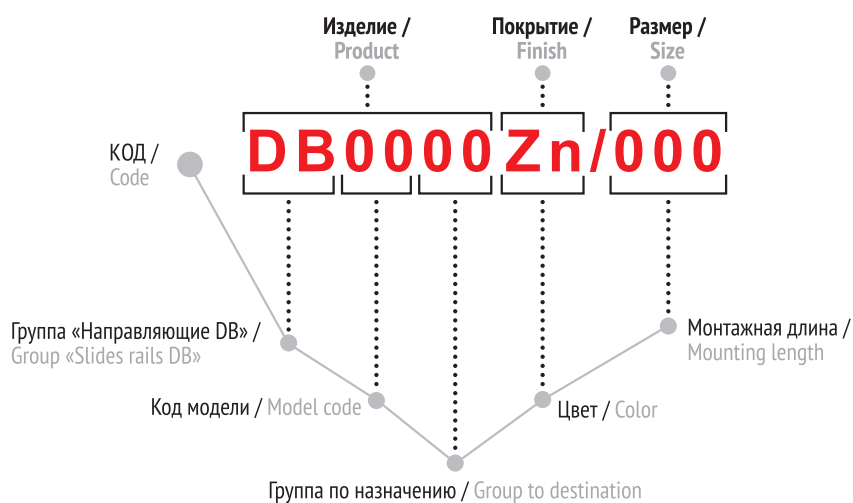 Изделие /
Product
Покрытие /
Finish
Размер /
Size
КОД /
Code
DB0000Zn/000
Группа «Направляющие DB» /
Group «Slides rails DB»
Монтажная длина /
Mounting length
Код модели / Model code
Цвет / Color
Группа по назначению / Group to destination